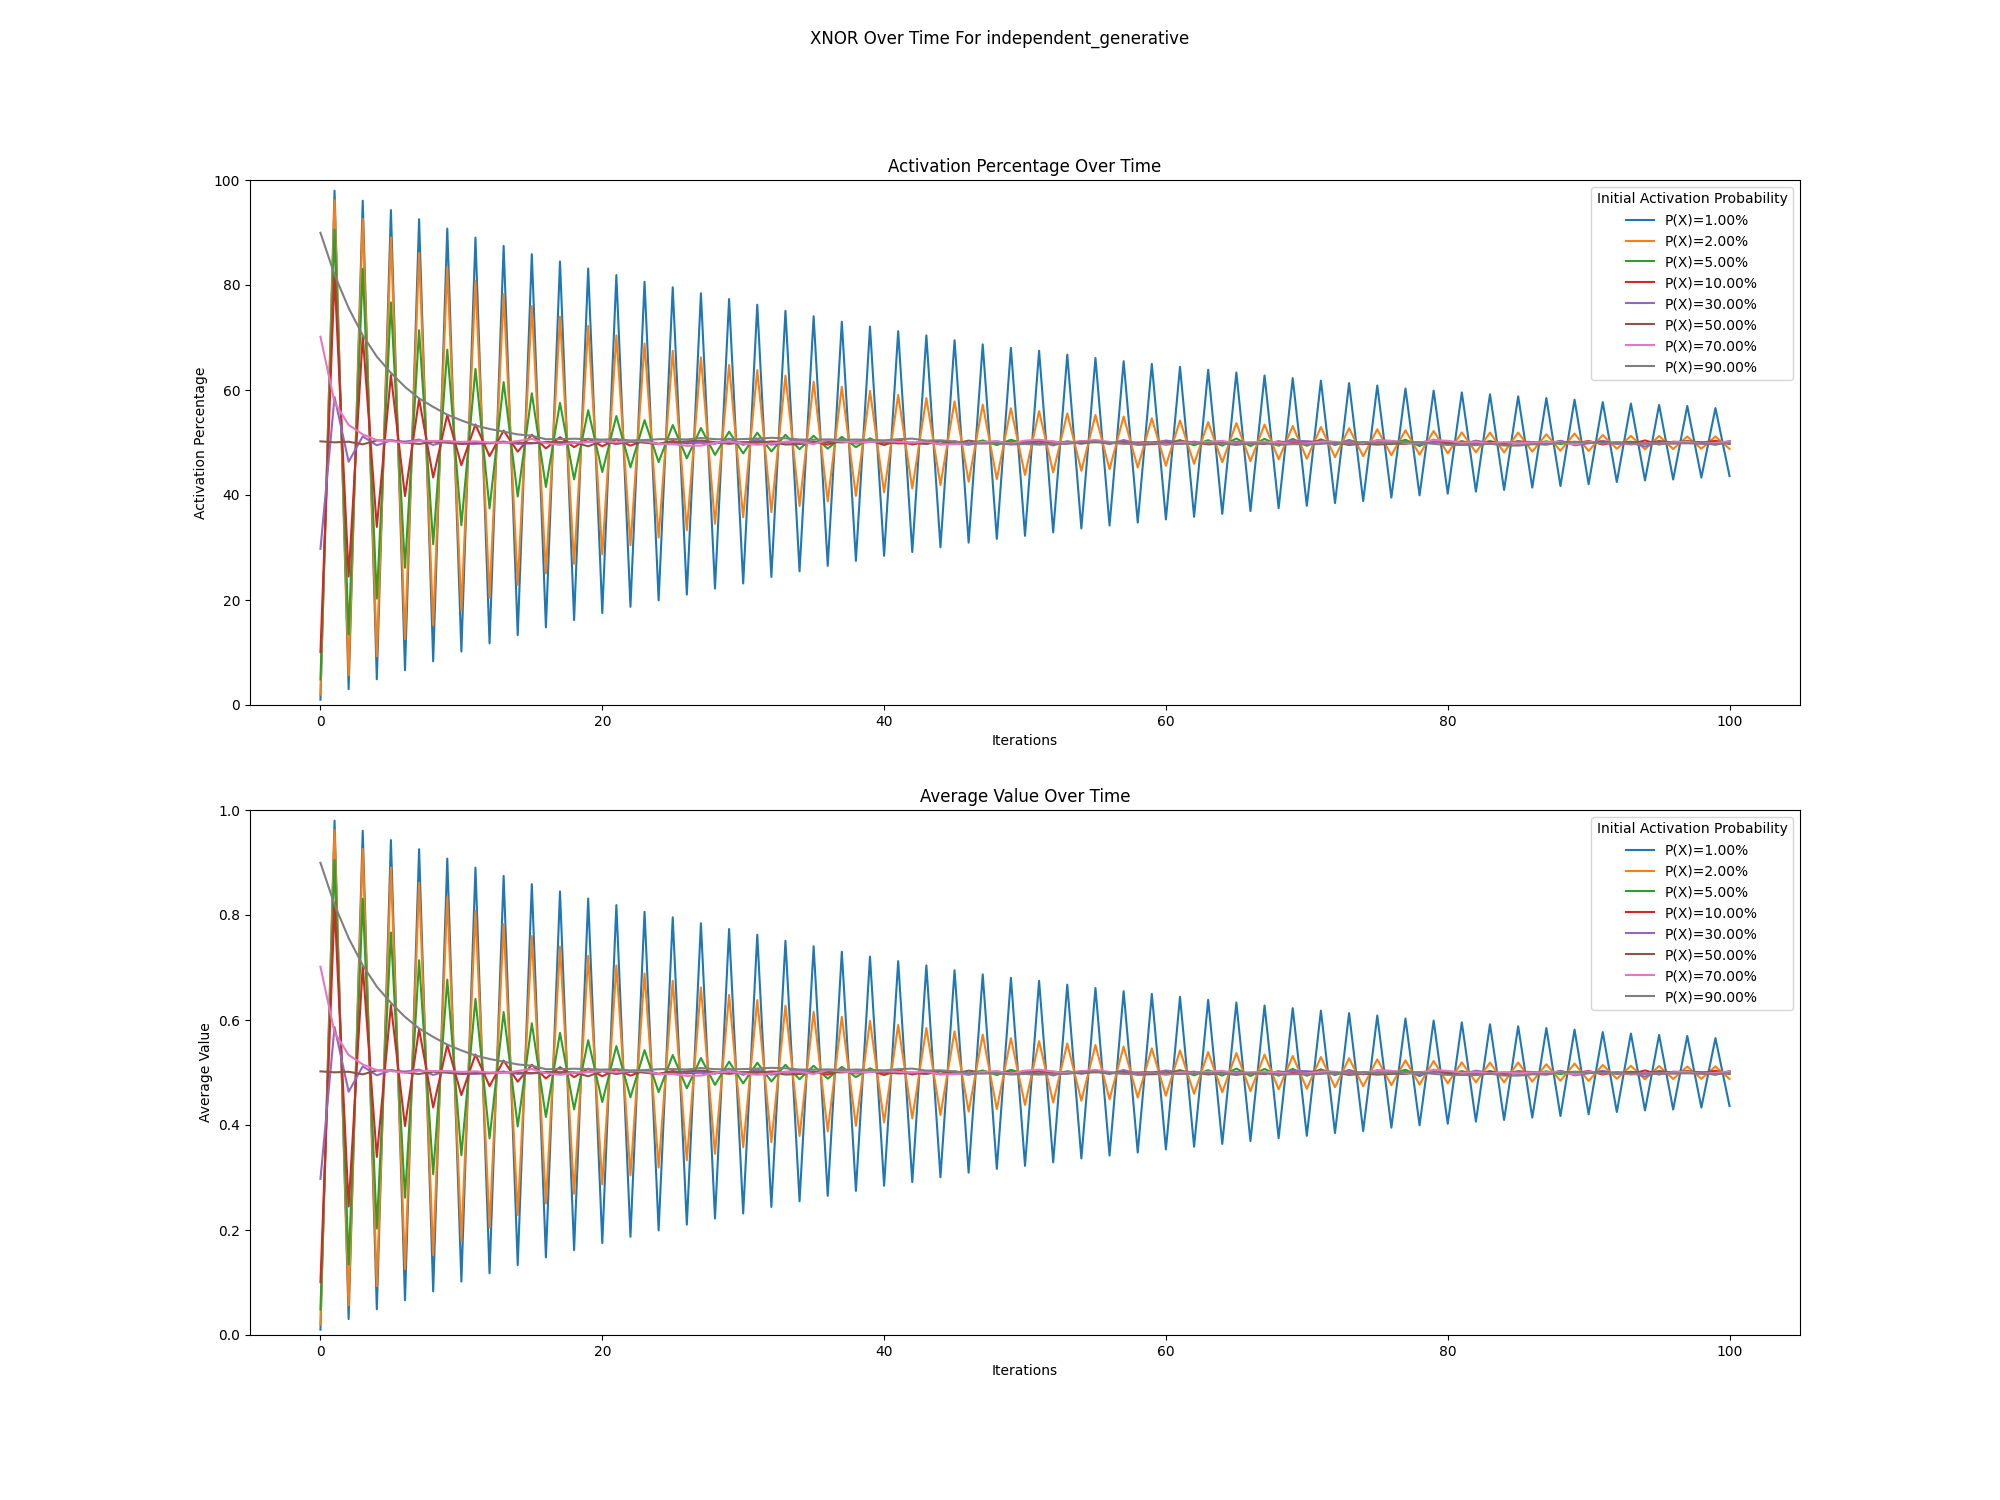 XNOR Over Time For independent_generative
Activation Percentage Over Time
Activation Percentage
100
80
60
40
20
0
Initial Activation Probability
P(X)=1.00%
P(X)=2.00%
P(X)=5.00%
P(X)=10.00%
P(X)=30.00%
P(X)=50.00%
P(X)=70.00%
P(X)=90.00%
0 20 40 60 80 100
Iterations
Average Value Over Time
Average Value
1.0
0.8
0.6
0.4
0.2
0.0
Initial Activation Probability
P(X)=1.00%
P(X)=2.00%
P(X)=5.00%
P(X)=10.00%
P(X)=30.00%
P(X)=50.00%
P(X)=70.00%
P(X)=90.00%
0 20 40 60 80 100
Iterations